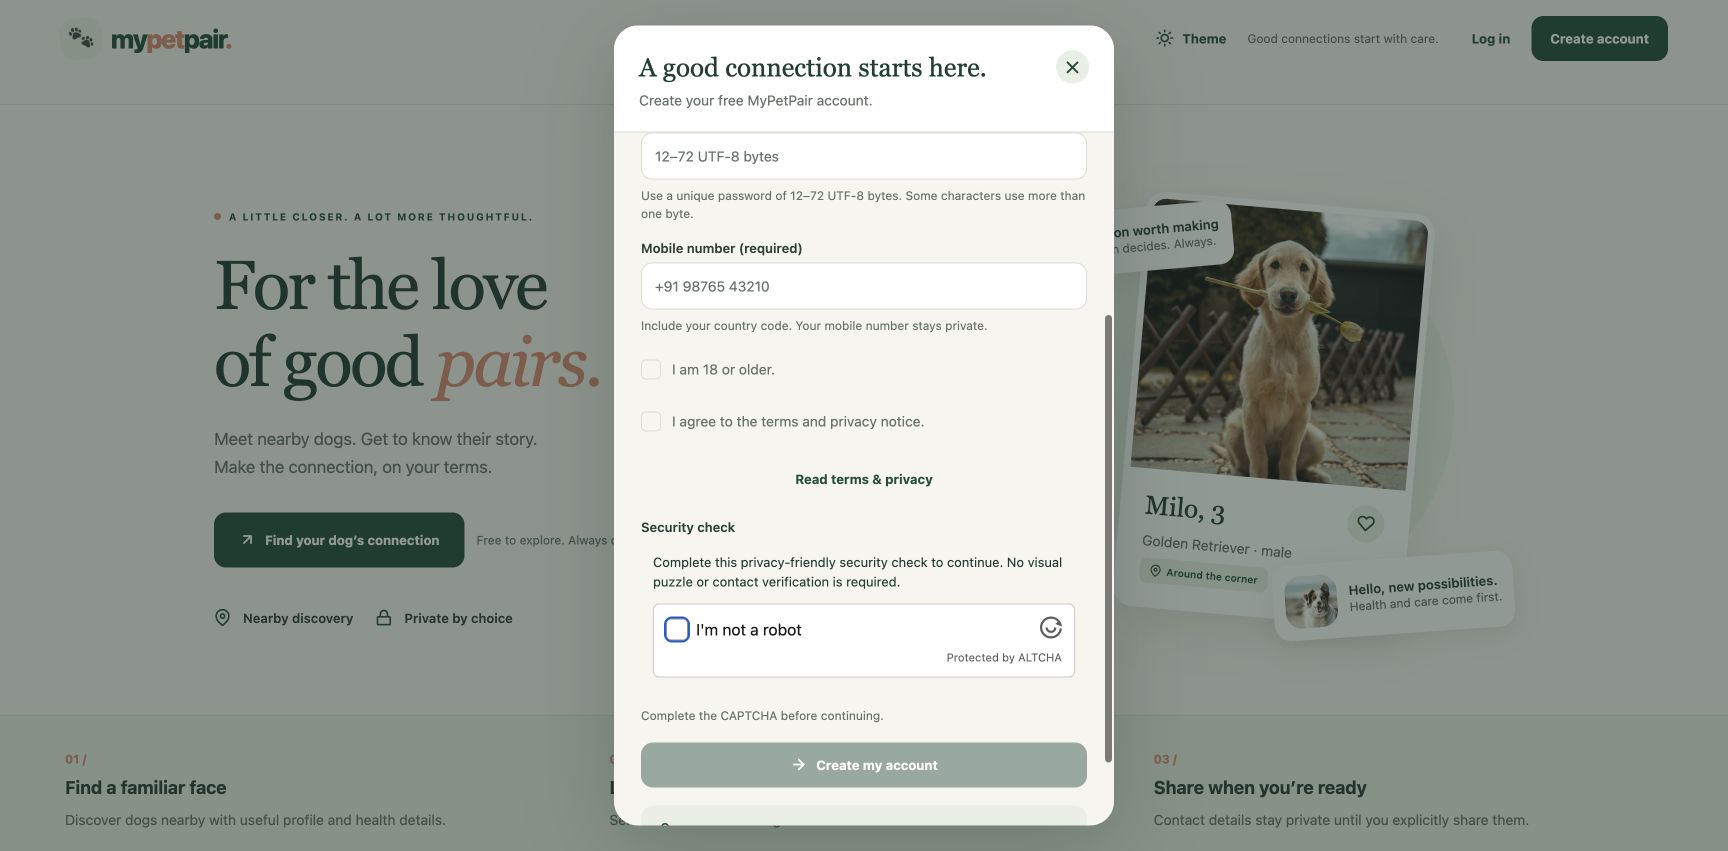 mypetpair.
Theme
Good connections start with care.
Log in
Create account
A LITTLE CLOSER. A LOT MORE THOUGHTFUL.
For the love
of good pairs.
Meet nearby dogs. Get to know their story.
Make the connection, on your terms.
Find your dog’s connection
Free to explore. Always
Nearby discovery
Private by choice
A good connection starts here.
Create your free MyPetPair account.
12–72 UTF-8 bytes
Use a unique password of 12–72 UTF-8 bytes. Some characters use more than
one byte.
Mobile number (required)
+91 98765 43210
Include your country code. Your mobile number stays private.
I am 18 or older.
I agree to the terms and privacy notice.
Read terms & privacy
Security check
Complete this privacy-friendly security check to continue. No visual
puzzle or contact verification is required.
I'm not a robot
Protected by ALTCHA
Complete the CAPTCHA before continuing.
Create my account
on worth making
decides. Always.
Milo, 3
Golden Retriever · male
Around the corner
Hello, new possibilities.
Health and care come first.
01 /
Find a familiar face
Discover dogs nearby with useful profile and health details.
03 /
Share when you’re ready
Contact details stay private until you explicitly share them.